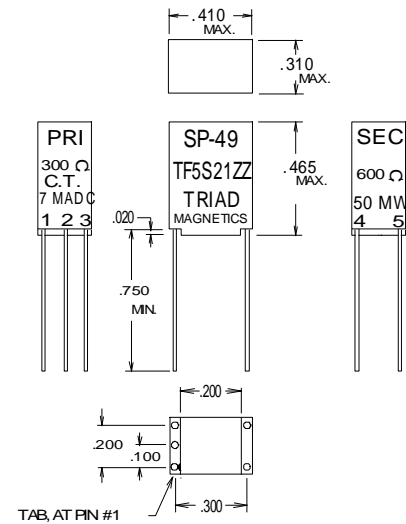 .410
MAX.
.310
MAX.
PRI
300 Ω
C.T.
7 MADC
1 2 3
SP-49
TF5S21ZZ
TRIAD
MAGNETICS
.465
MAX.
SEC
600 Ω
50 MW
4 5
.020
.750
MIN.
.200
.200
.100
.300
TAB, AT PIN #1